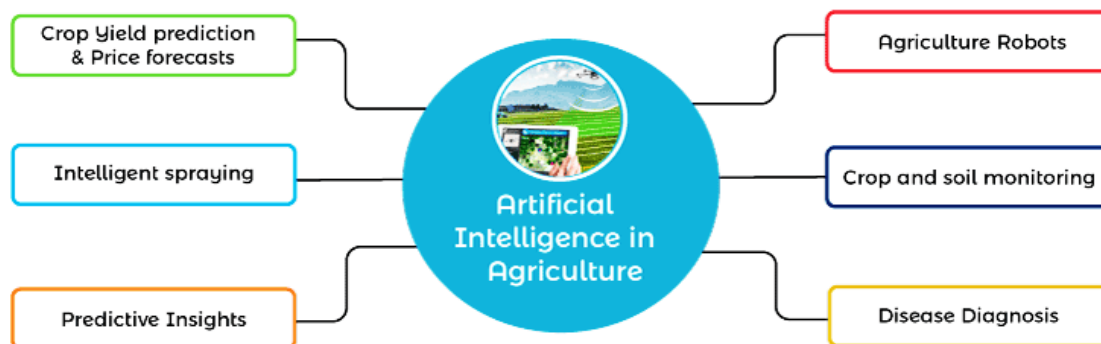 Crop Yield prediction
& Price forecasts
Intelligent spraying
Predictive Insights
Artificial
Intelligence in
Agriculture
Agriculture Robots
Crop and soil monitoring
Disease Diagnosis